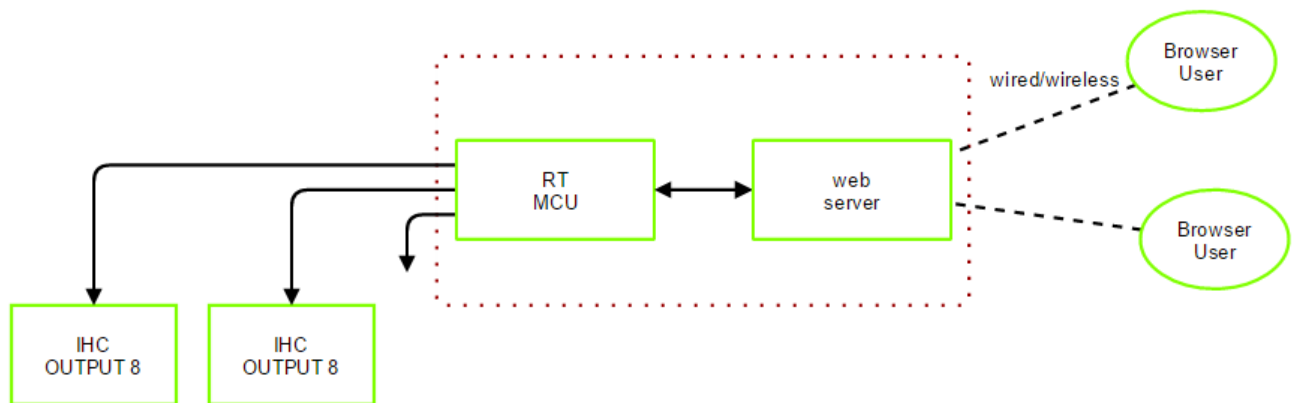 Browser
User
wired/wireless
RT
MCU
web
server
Browser
User
IHC
OUTPUT 8
IHC
OUTPUT 8